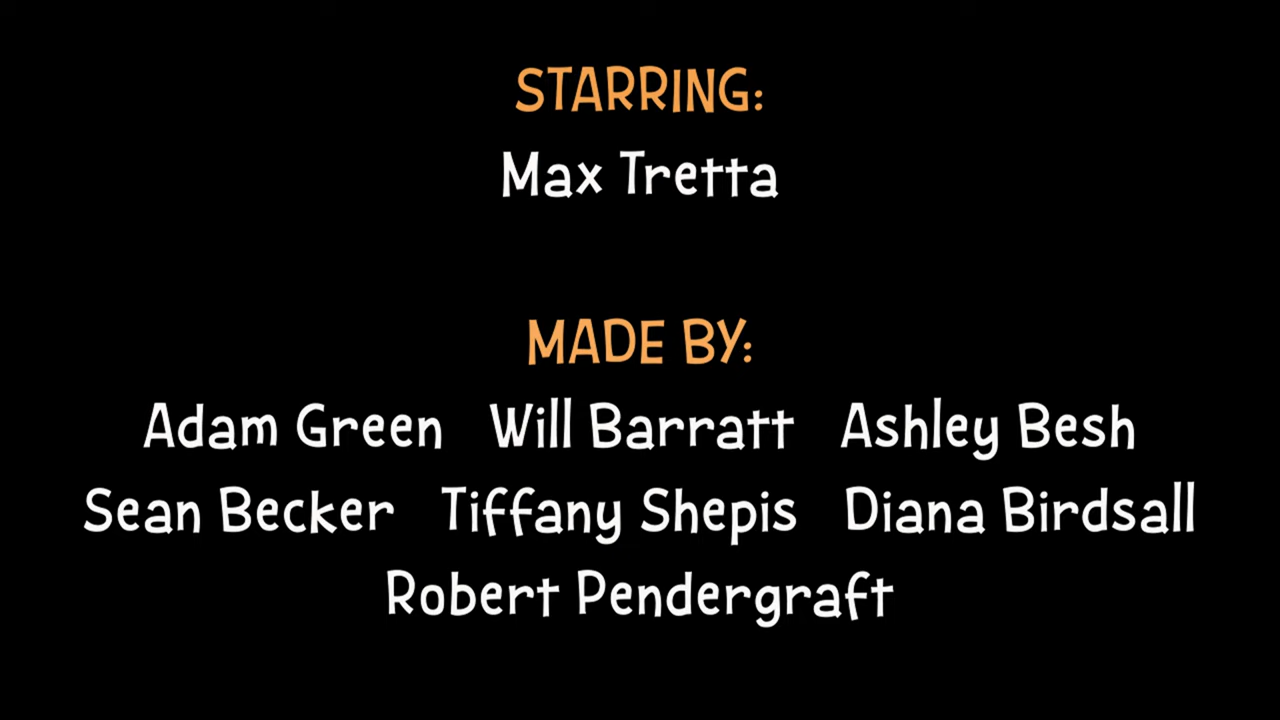 STARRING:
Max Tretta
MADE BY:
Adam Green Will Barratt Ashley Besh
Sean Becker Tiffany Shepis Diana Birdsall
Robert Pendergraft